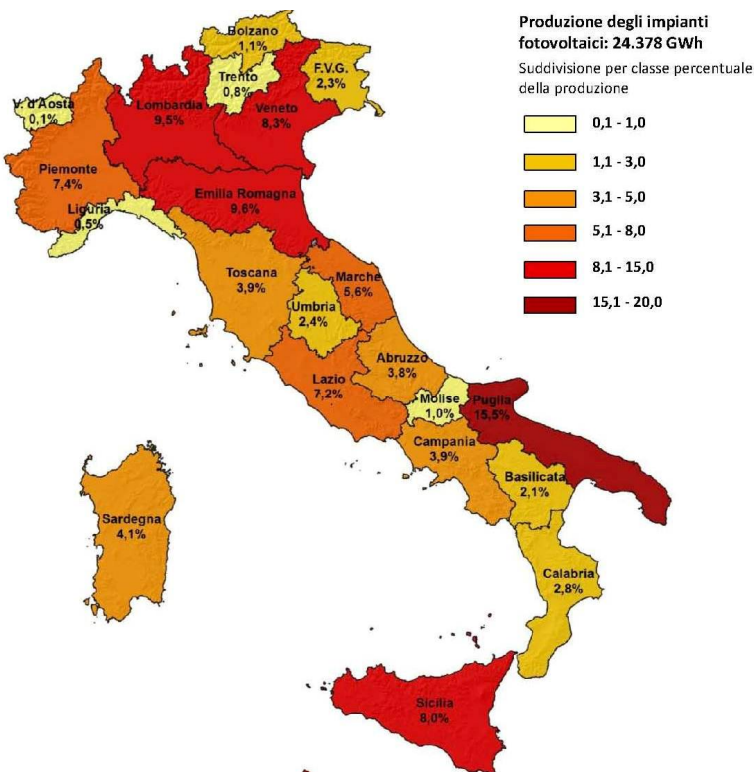 Produzione degli impianti
fotovoltaici: 24.378 GWh
Suddivisione per classe percentuale
della produzione
0,1 - 1,0
1,1 - 3,0
3,1 - 5,0
5,1 - 8,0
8,1 - 15,0
15,1 - 20,0
Bolzano
1,1%
Trento
0,8%
F.V.G.
2,3%
V. d'Aosta
0,1%
Lombardia
9,5%
Veneto
8,3%
Piemonte
7,4%
Emilia Romagna
9,6%
Liguria
0,5%
Toscana
3,9%
Marche
5,6%
Umbria
2,4%
Abruzzo
3,8%
Lazio
7,2%
Molise
1,0%
Puglia
15,5%
Campania
3,9%
Basilicata
2,1%
Sardegna
4,1%
Calabria
2,8%
Sicilia
8,0%